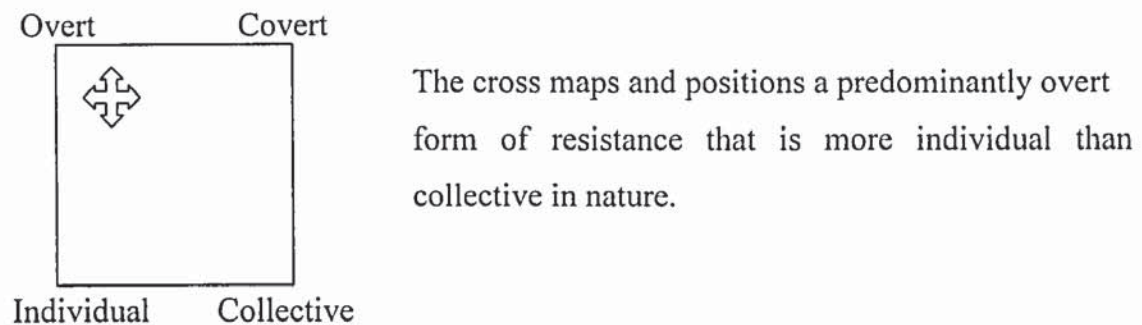 Overt Covert
The cross maps and positions a predominantly overt
form of resistance that is more individual than
collective in nature.
Individual Collective